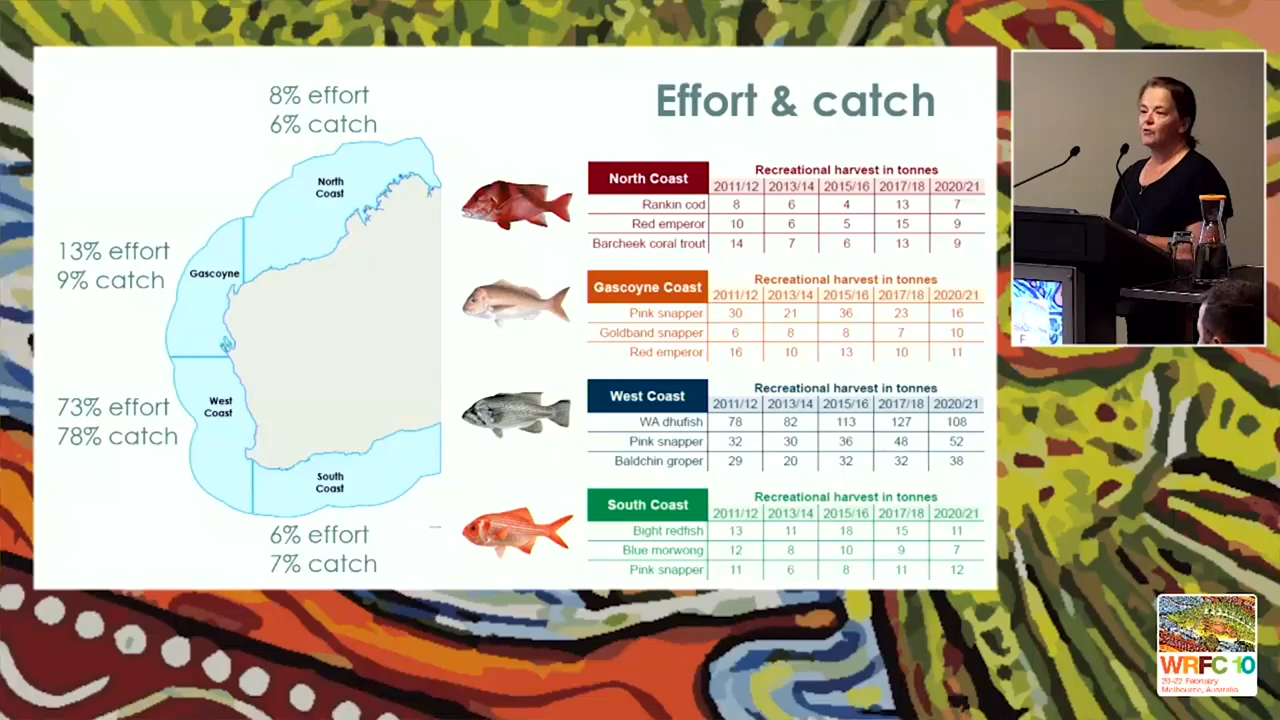 Effort & catch
8% effort
6% catch
North
Coast
13% effort
9% catch
Gascoyne
73% effort
78% catch
West
Coast
South
Coast
6% effort
7% catch
North Coast
Recreational harvest in tonnes
2011/12 2013/14 2015/16 2017/18 2020/21
Rankin cod 8 6 4 13 7
Red emperor 10 6 5 15 9
Barcheek coral trout 14 7 6 13 9
Gascoyne Coast
Recreational harvest in tonnes
2011/12 2013/14 2015/16 2017/18 2020/21
Pink snapper 30 21 36 23 16
Goldband snapper 6 8 8 7 10
Red emperor 16 10 13 10 11
West Coast
Recreational harvest in tonnes
2011/12 2013/14 2015/16 2017/18 2020/21
WA dhufish 78 82 113 127 108
Pink snapper 32 30 36 48 52
Baldchin groper 29 20 32 32 38
South Coast
Recreational harvest in tonnes
2011/12 2013/14 2015/16 2017/18 2020/21
Bight redfish 13 11 18 15 11
Blue morwong 12 8 10 9 7
Pink snapper 11 6 8 11 12
F
WRFC 10
20-22 February
Melbourne, Australia